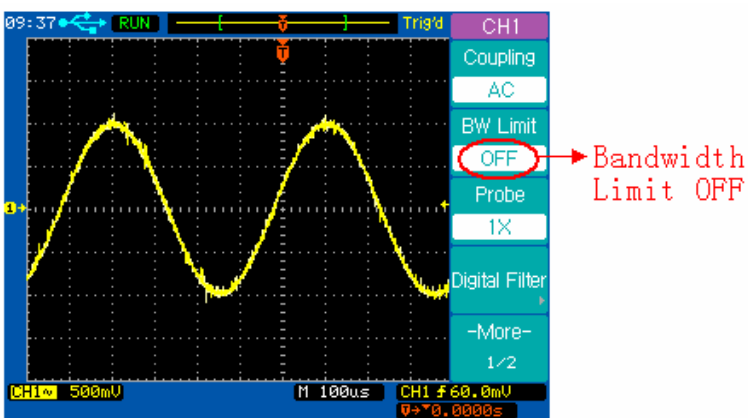 09:37 RUN Trig'd CH1
T
Coupling
AC
BW Limit
OFF
Bandwidth
Limit OFF
Probe
1
1X
Digital Filter
-More-
1/2
CH1~ 500mV M 100us CH1 60.0mV
0.0000s